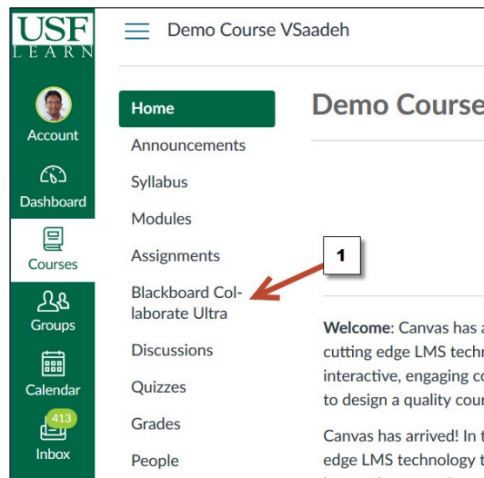 USF
LEARN
Demo Course VSaadeh
Account
Dashboard
Courses
Groups
Calendar
413
Inbox
Home
Announcements
Syllabus
Modules
Assignments
Blackboard Col-
laborate Ultra
Discussions
Quizzes
Grades
People
1
Demo Course
Welcome: Canvas has a
cutting edge LMS techn
interactive, engaging co
to design a quality cour
Canvas has arrived! In t
edge LMS technology t